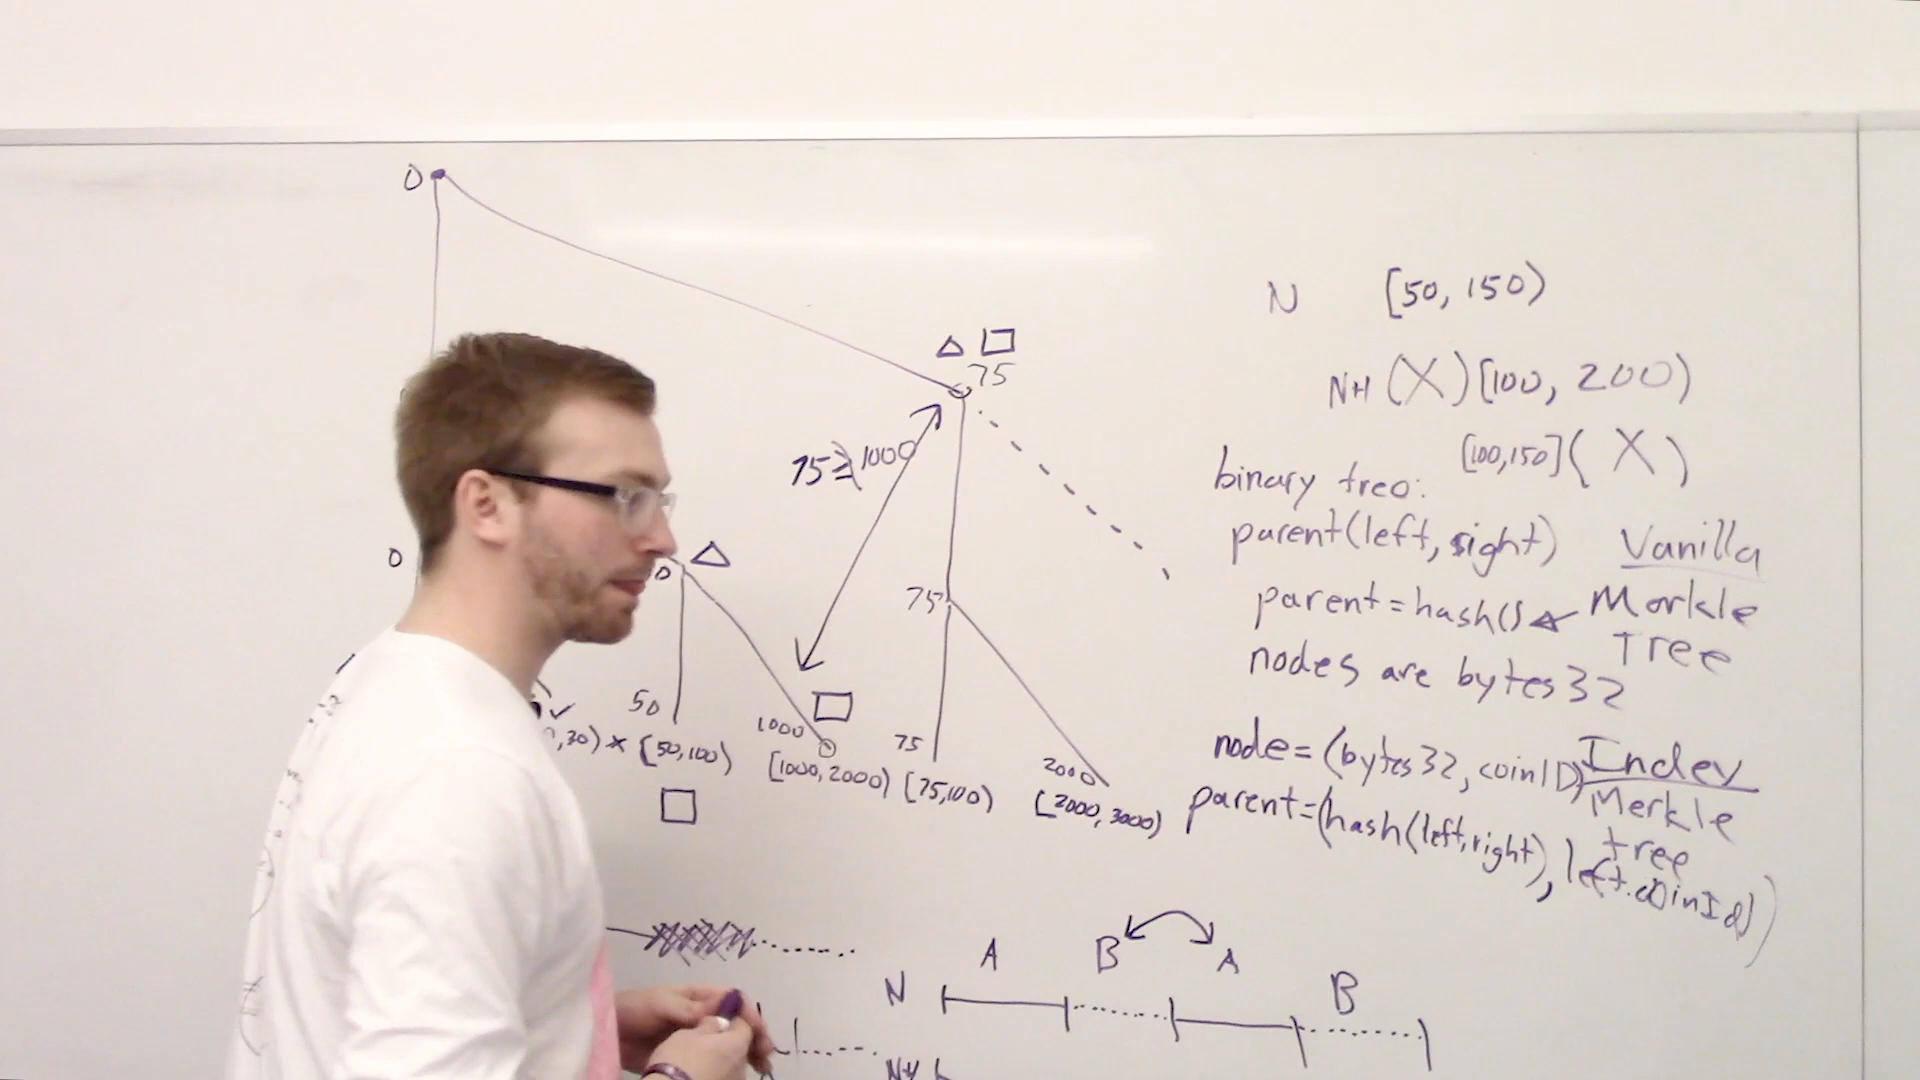 0
75
N [50, 150)
N+1 (X) [100, 200)
75 ≥ 1000
[100,150] ( X )
binary tree:
parent(left, right)
Vanilla
Merkle
Tree
0
0
75
parent = hash()
nodes are bytes32
50
1000
75
2000
,30) x [50,100)
[1000, 2000)
[75,100)
[2000, 3000)
node = (bytes32, coinID)
Index
Merkle
tree
parent = (hash(left,right), left.coinId)
A B A B
N
N+1